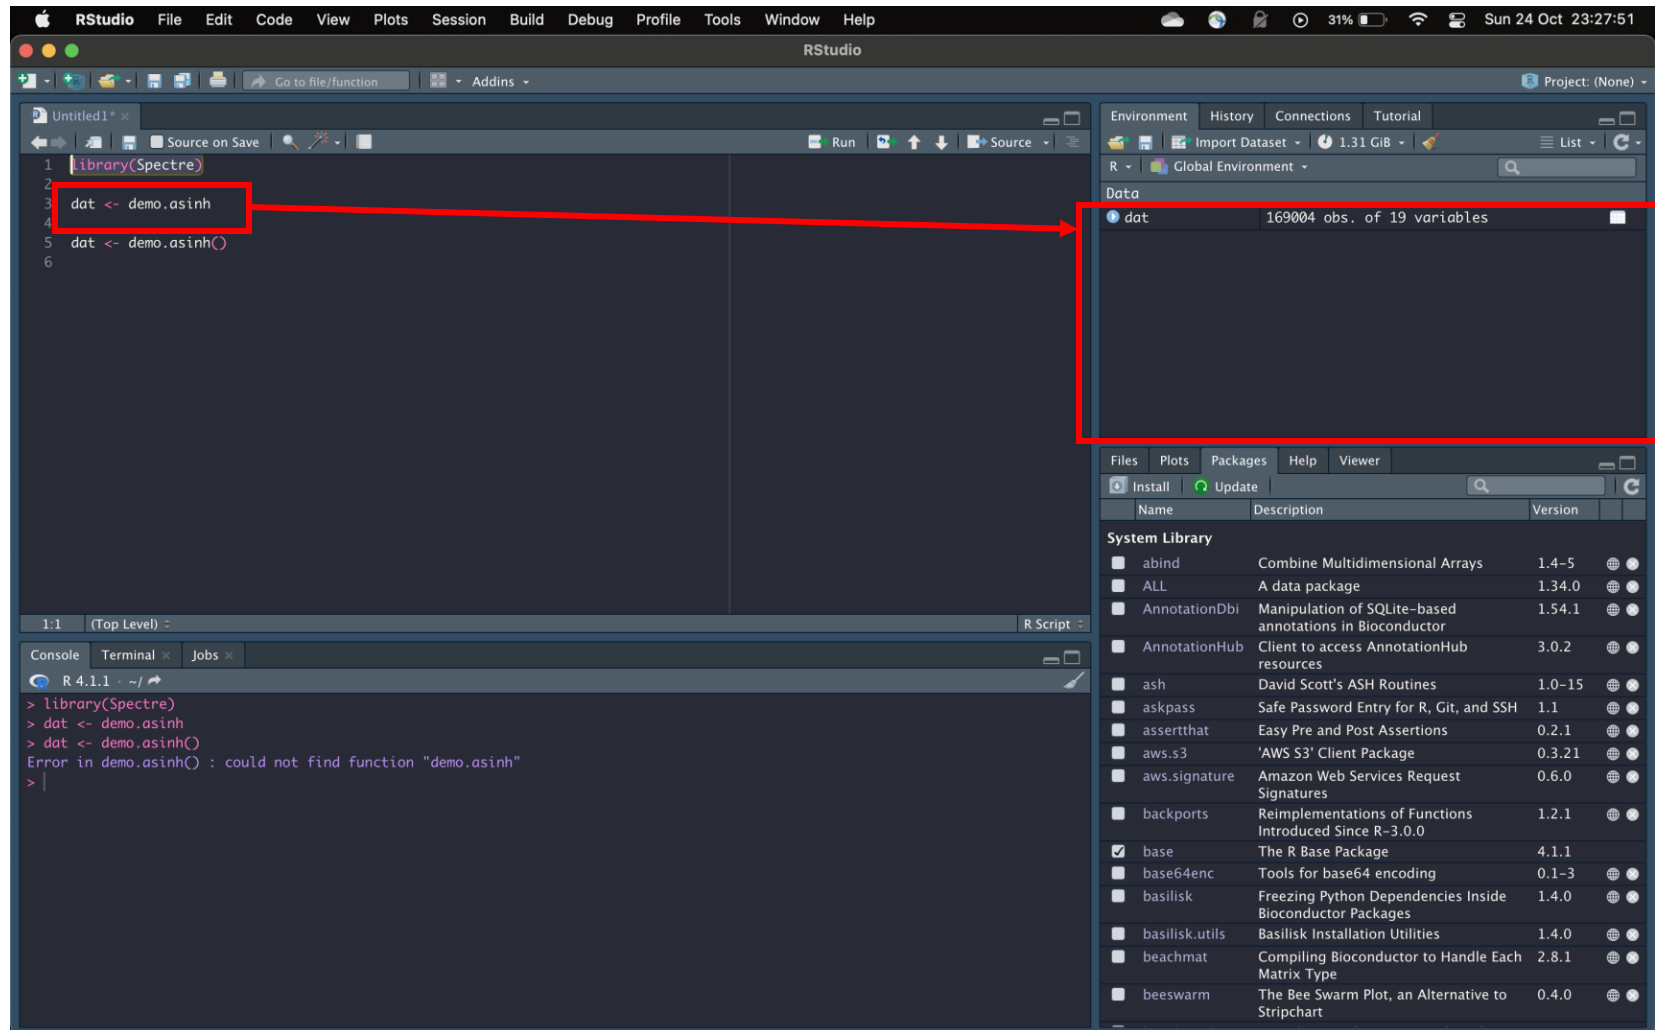 RStudio File Edit Code View Plots Session Build Debug Profile Tools Window Help 31% Sun 24 Oct 23:27:51
RStudio
Go to file/function Addins Project: (None)
Untitled1*
Source on Save Run Source
1 library(Spectre)
2
3 dat <- demo.asinh
4
5 dat <- demo.asinh()
6
1:1 (Top Level) R Script
Console Terminal Jobs
R 4.1.1 · ~/
> library(Spectre)
> dat <- demo.asinh
> dat <- demo.asinh()
Error in demo.asinh() : could not find function "demo.asinh"
>
Environment History Connections Tutorial
Import Dataset 1.31 GiB List
R Global Environment
Data
dat 169004 obs. of 19 variables
Files Plots Packages Help Viewer
Install Update
Name Description Version
System Library
abind Combine Multidimensional Arrays 1.4-5
ALL A data package 1.34.0
AnnotationDbi Manipulation of SQLite-based 1.54.1
annotations in Bioconductor
AnnotationHub Client to access AnnotationHub 3.0.2
resources
ash David Scott's ASH Routines 1.0-15
askpass Safe Password Entry for R, Git, and SSH 1.1
assertthat Easy Pre and Post Assertions 0.2.1
aws.s3 'AWS S3' Client Package 0.3.21
aws.signature Amazon Web Services Request 0.6.0
Signatures
backports Reimplementations of Functions 1.2.1
Introduced Since R-3.0.0
base The R Base Package 4.1.1
base64enc Tools for base64 encoding 0.1-3
basilisk Freezing Python Dependencies Inside 1.4.0
Bioconductor Packages
basilisk.utils Basilisk Installation Utilities 1.4.0
beachmat Compiling Bioconductor to Handle Each 2.8.1
Matrix Type
beeswarm The Bee Swarm Plot, an Alternative to 0.4.0
Stripchart